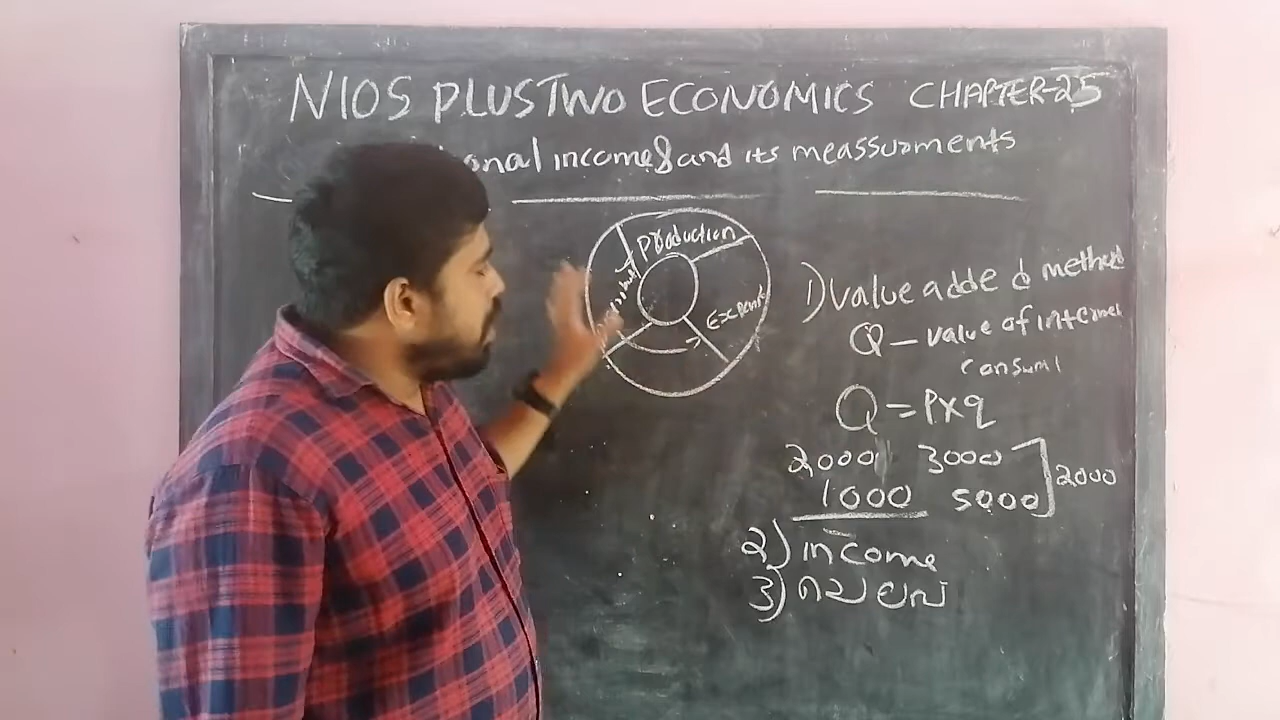 NIOS PLUSTWO ECONOMICS CHAPTER-25
onal income and its meassurments
Production
Expendi
1) Value added method
Q - value of intermed
consum
Q = P x q
2000 3000
1000 5000 ] 2000
2) income
3) ചെലവ്